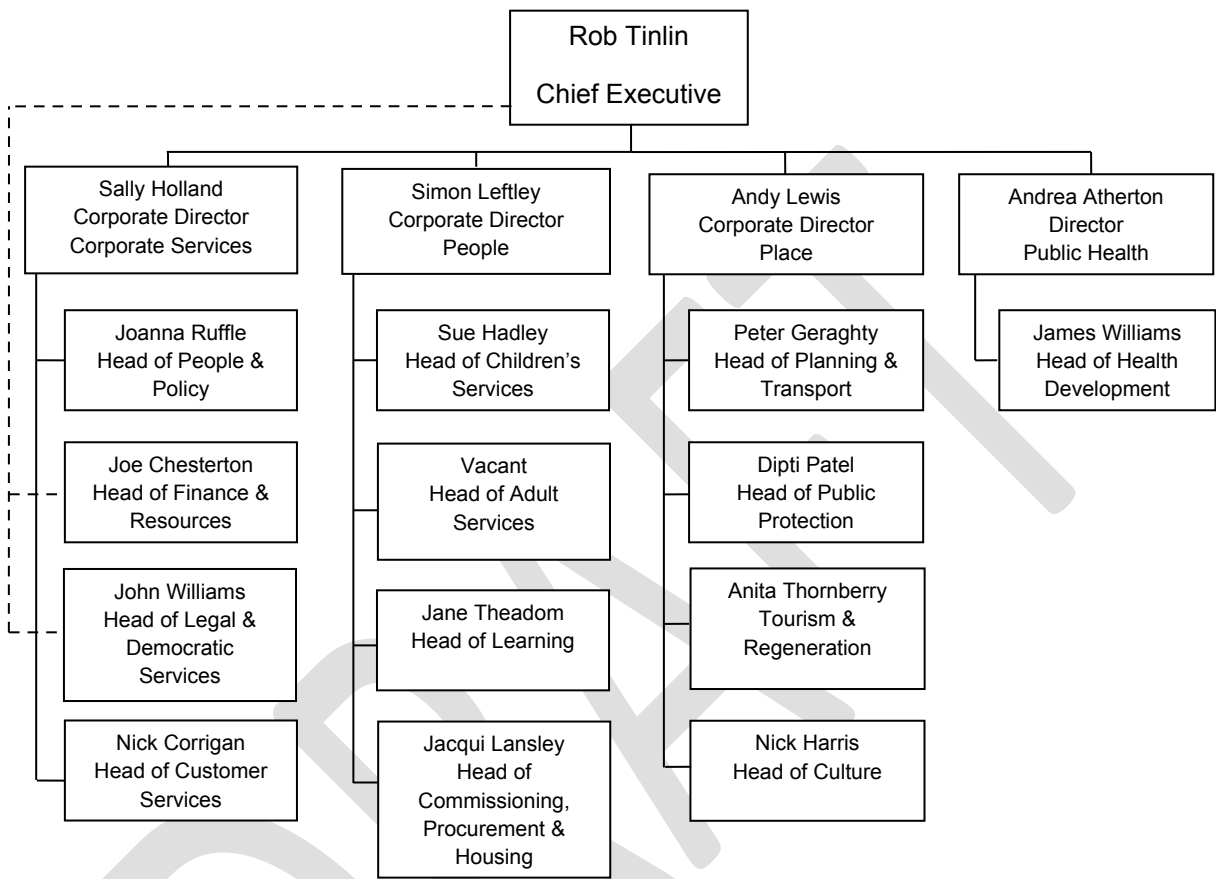 Rob Tinlin
Chief Executive
Sally Holland
Corporate Director
Corporate Services
Simon Leftley
Corporate Director
People
Andy Lewis
Corporate Director
Place
Andrea Atherton
Director
Public Health
Joanna Ruffle
Head of People &
Policy
Sue Hadley
Head of Children’s
Services
Peter Geraghty
Head of Planning &
Transport
James Williams
Head of Health
Development
Joe Chesterton
Head of Finance &
Resources
Vacant
Head of Adult
Services
Dipti Patel
Head of Public
Protection
John Williams
Head of Legal &
Democratic
Services
Jane Theadom
Head of Learning
Anita Thornberry
Tourism &
Regeneration
Nick Corrigan
Head of Customer
Services
Jacqui Lansley
Head of
Commissioning,
Procurement &
Housing
Nick Harris
Head of Culture
DRAFT